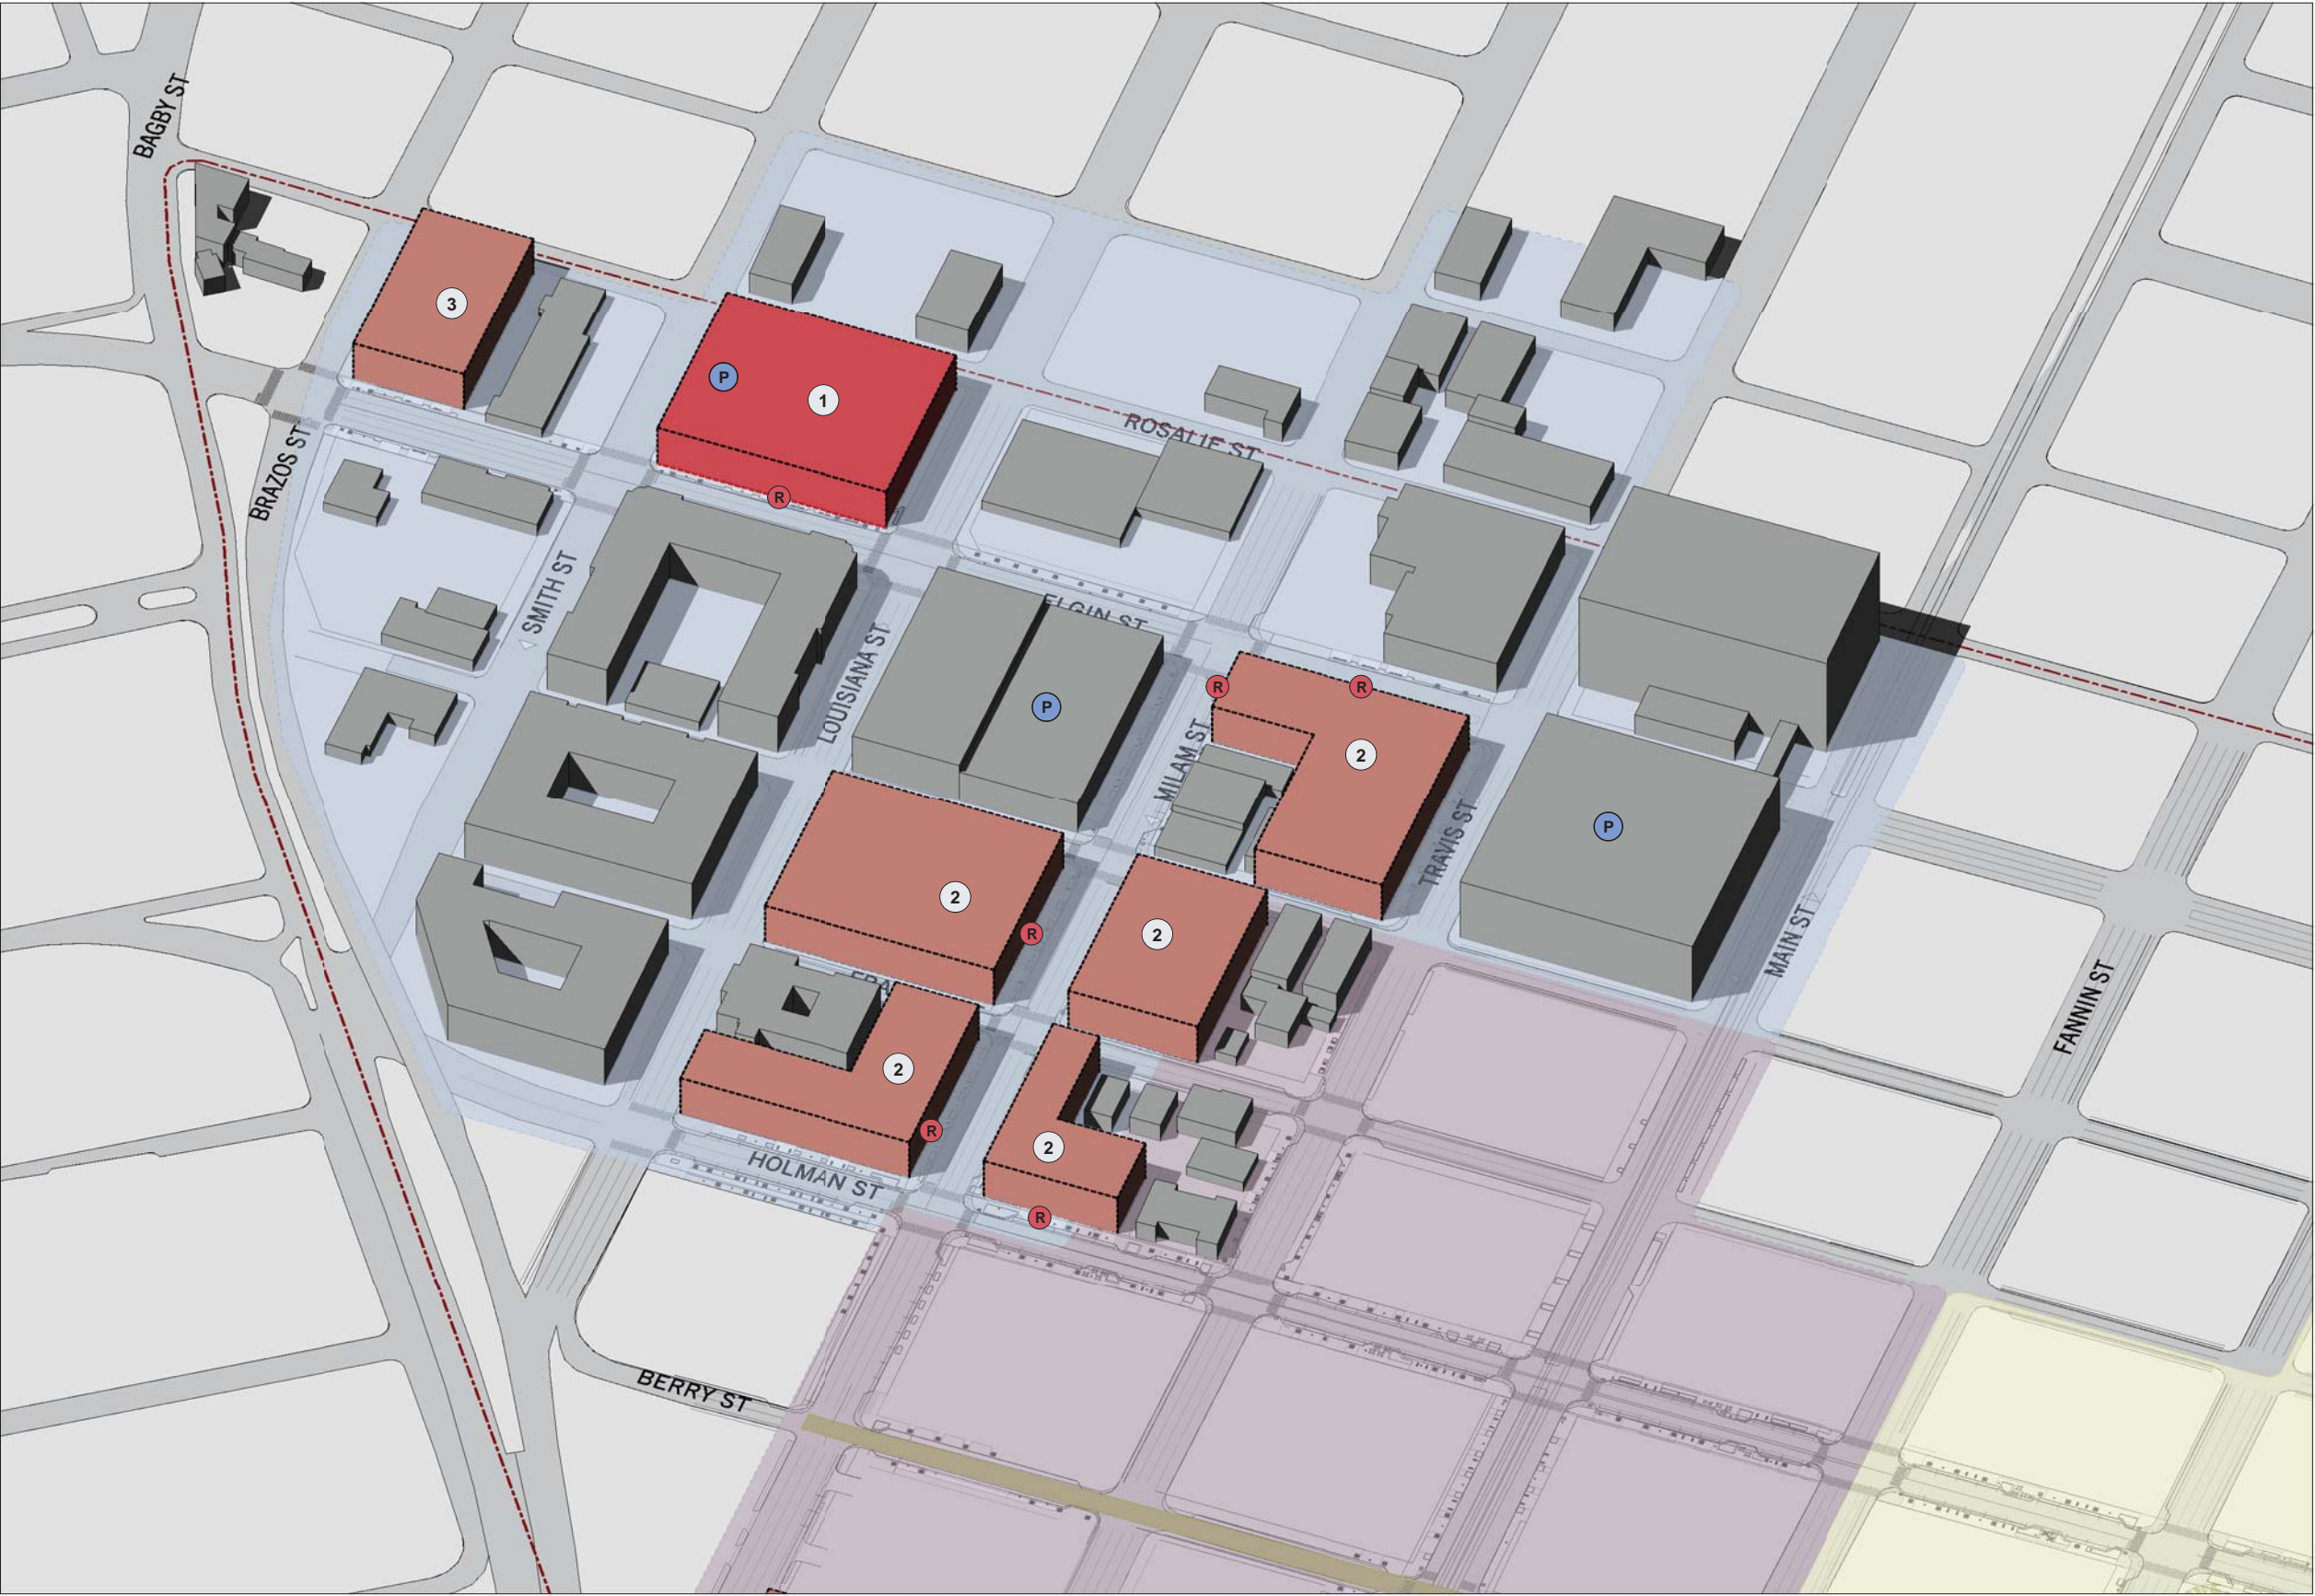 BAGBY ST
3
P
1
ROSALIE ST
BRAZOS ST
R
SMITH ST
ELGIN ST
LOUISIANA ST
R
R
P
MILAM ST
2
TRAVIS ST
P
2
R
2
MAIN ST
FANNIN ST
2
R
2
HOLMAN ST
R
BERRY ST